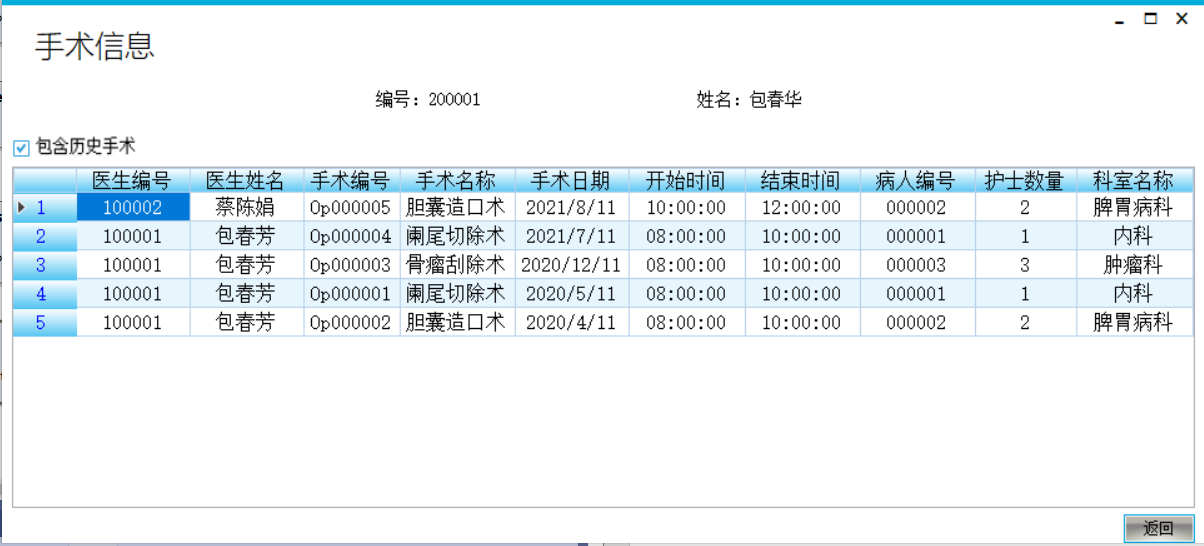 手术信息
编号：200001 姓名：包春华
包含历史手术
医生编号 医生姓名 手术编号 手术名称 手术日期 开始时间 结束时间 病人编号 护士数量 科室名称
1 100002 蔡陈娟 Op000005 胆囊造口术 2021/8/11 10:00:00 12:00:00 000002 2 脾胃病科
2 100001 包春芳 Op000004 阑尾切除术 2021/7/11 08:00:00 10:00:00 000001 1 内科
3 100001 包春芳 Op000003 骨瘤刮除术 2020/12/11 08:00:00 10:00:00 000003 3 肿瘤科
4 100001 包春芳 Op000001 阑尾切除术 2020/5/11 08:00:00 10:00:00 000001 1 内科
5 100001 包春芳 Op000002 胆囊造口术 2020/4/11 08:00:00 10:00:00 000002 2 脾胃病科
返回